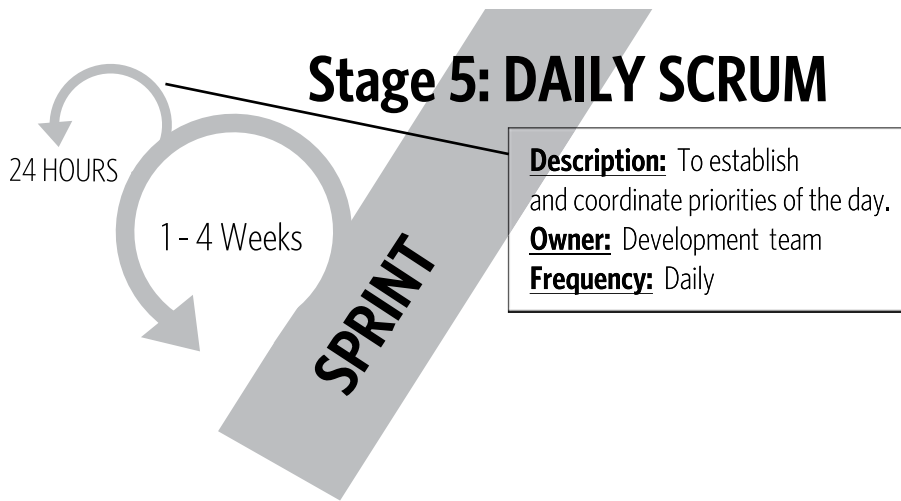 Stage 5: DAILY SCRUM
24 HOURS
1 - 4 Weeks
SPRINT
Description: To establish
and coordinate priorities of the day.
Owner: Development team
Frequency: Daily